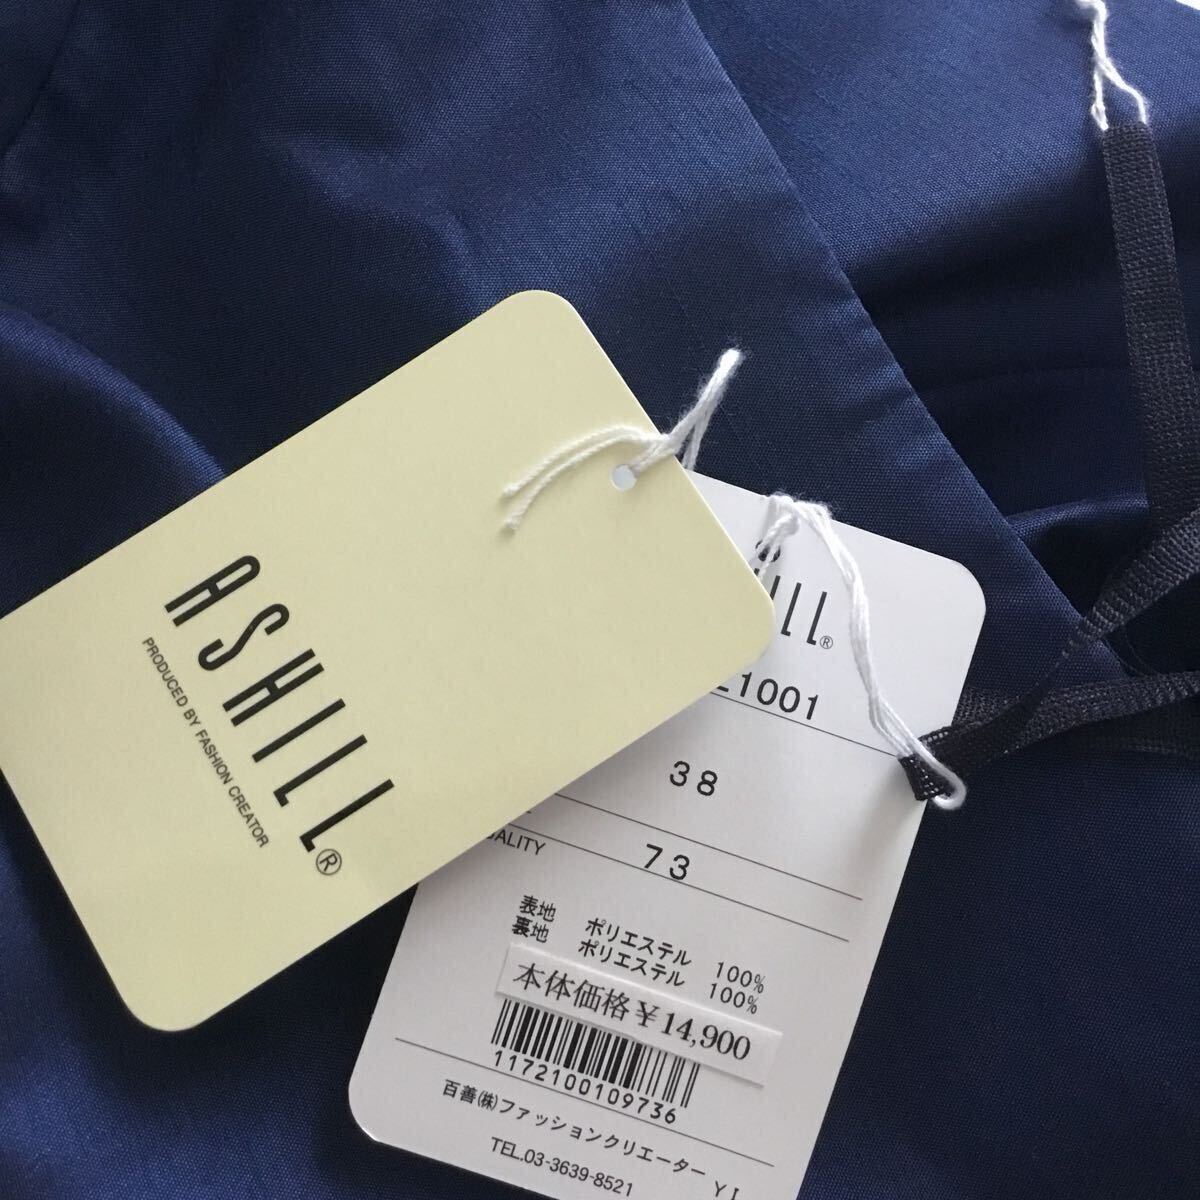 ASHILL®
PRODUCED BY FASHION CREATOR
ILL®
1001
38
73
表地 ポリエステル 100%
裏地 ポリエステル 100%
本体価格¥14,900
1172100109736
百善(株)ファッションクリエーター
TEL.03-3639-8521